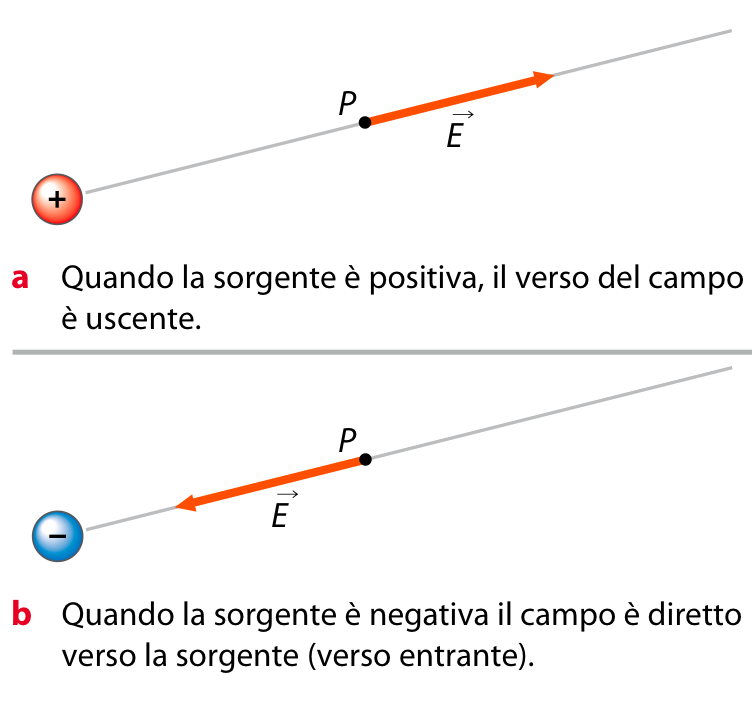 P
E
+
a Quando la sorgente è positiva, il verso del campo
è uscente.
P
E
–
b Quando la sorgente è negativa il campo è diretto
verso la sorgente (verso entrante).